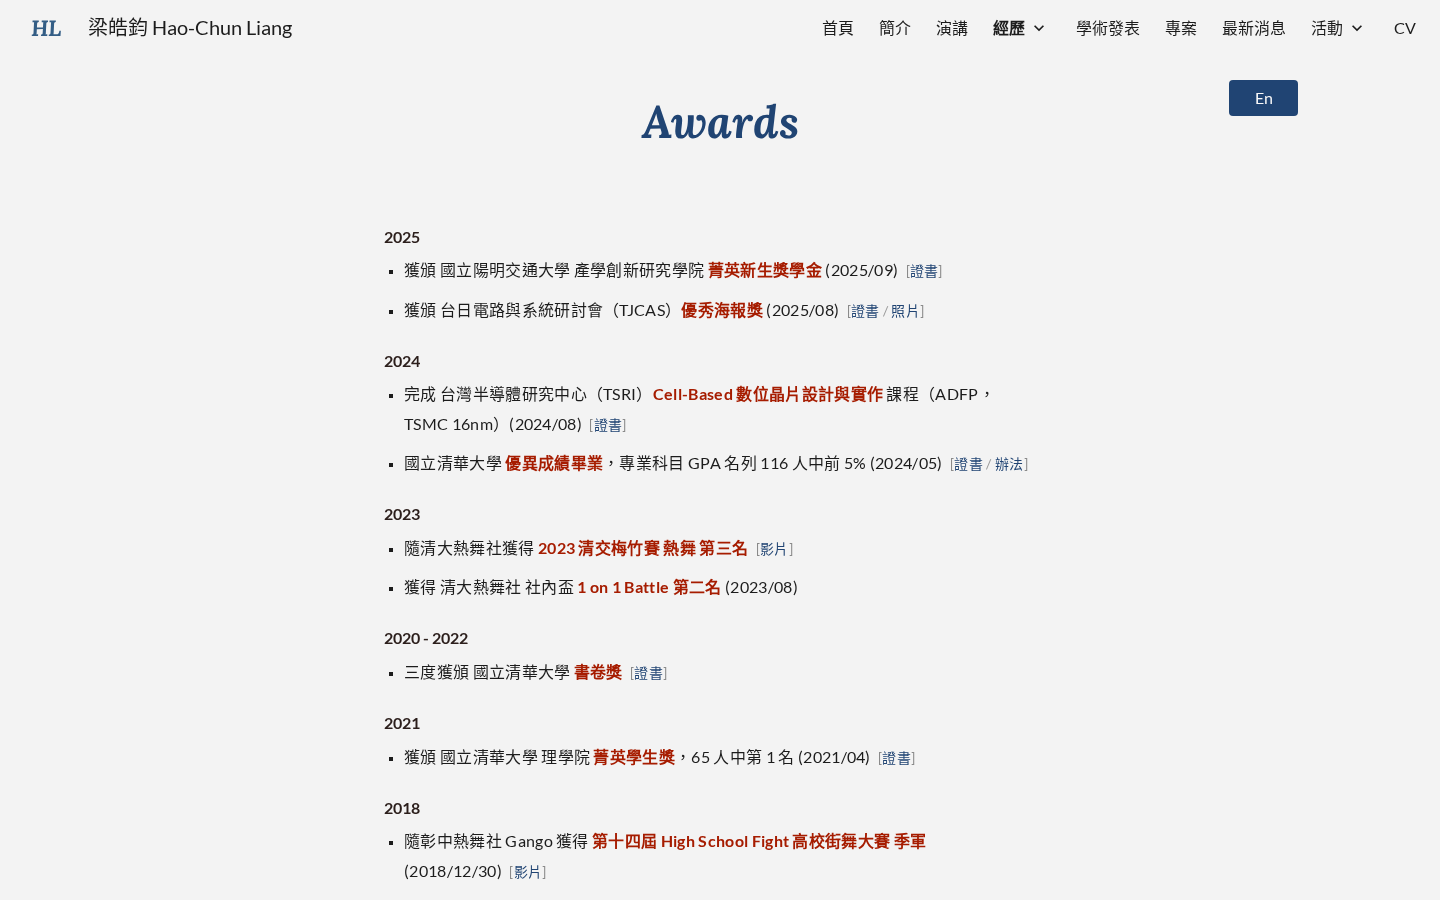 HL 梁皓鈞 Hao-Chun Liang 首頁 簡介 演講 經歷 學術發表 專案 最新消息 活動 CV
En
Awards
2025
獲頒 國立陽明交通大學 產學創新研究學院 菁英新生獎學金 (2025/09) [證書]
獲頒 台日電路與系統研討會（TJCAS）優秀海報獎 (2025/08) [證書 / 照片]
2024
完成 台灣半導體研究中心（TSRI）Cell-Based 數位晶片設計與實作 課程（ADFP，
TSMC 16nm）(2024/08) [證書]
國立清華大學 優異成績畢業，專業科目 GPA 名列 116 人中前 5% (2024/05) [證書 / 辦法]
2023
隨清大熱舞社獲得 2023 清交梅竹賽 熱舞 第三名 [影片]
獲得 清大熱舞社 社內盃 1 on 1 Battle 第二名 (2023/08)
2020 - 2022
三度獲頒 國立清華大學 書卷獎 [證書]
2021
獲頒 國立清華大學 理學院 菁英學生獎，65 人中第 1 名 (2021/04) [證書]
2018
隨彰中熱舞社 Gango 獲得 第十四屆 High School Fight 高校街舞大賽 季軍
(2018/12/30) [影片]